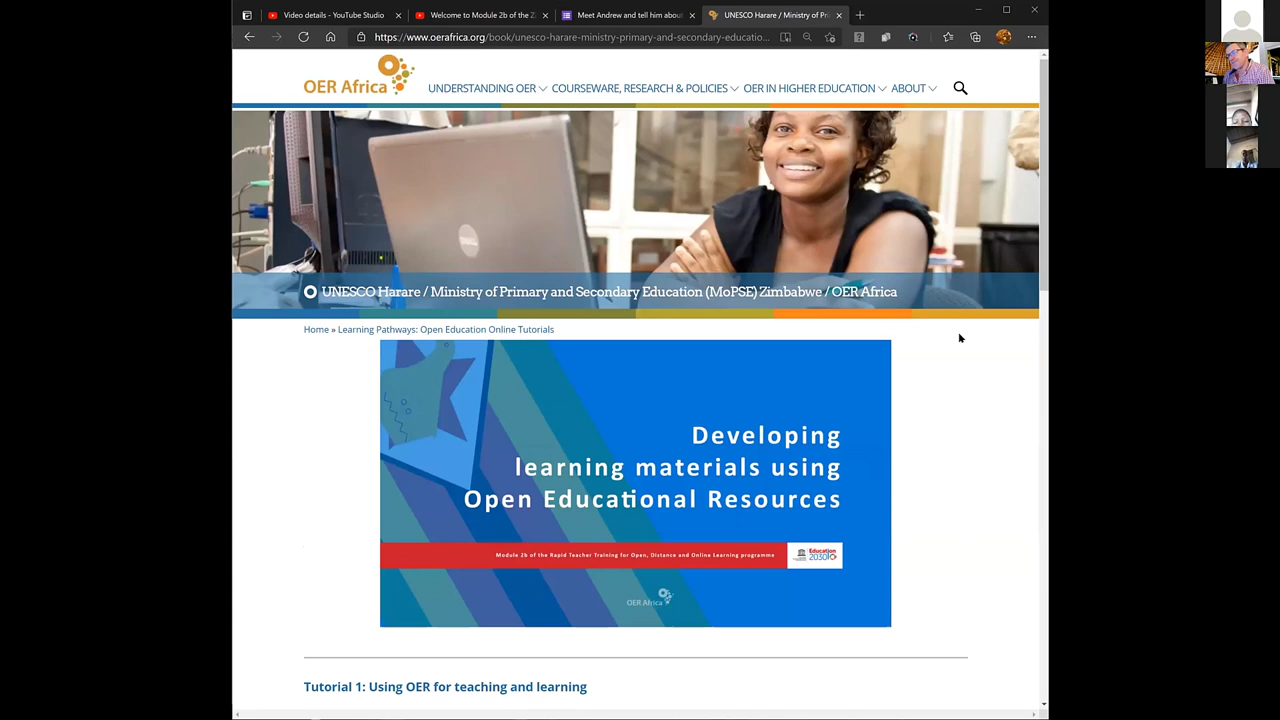 Video details - YouTube Studio
Welcome to Module 2b of the Z
Meet Andrew and tell him about
UNESCO Harare / Ministry of Pri
https://www.oerafrica.org/book/unesco-harare-ministry-primary-and-secondary-educatio...
OER Africa
UNDERSTANDING OER
COURSEWARE, RESEARCH & POLICIES
OER IN HIGHER EDUCATION
ABOUT
UNESCO Harare / Ministry of Primary and Secondary Education (MoPSE) Zimbabwe / OER Africa
Home » Learning Pathways: Open Education Online Tutorials
Developing
learning materials using
Open Educational Resources
Module 2b of the Rapid Teacher Training for Open, Distance and Online Learning programme
Education
2030
OER Africa
Tutorial 1: Using OER for teaching and learning